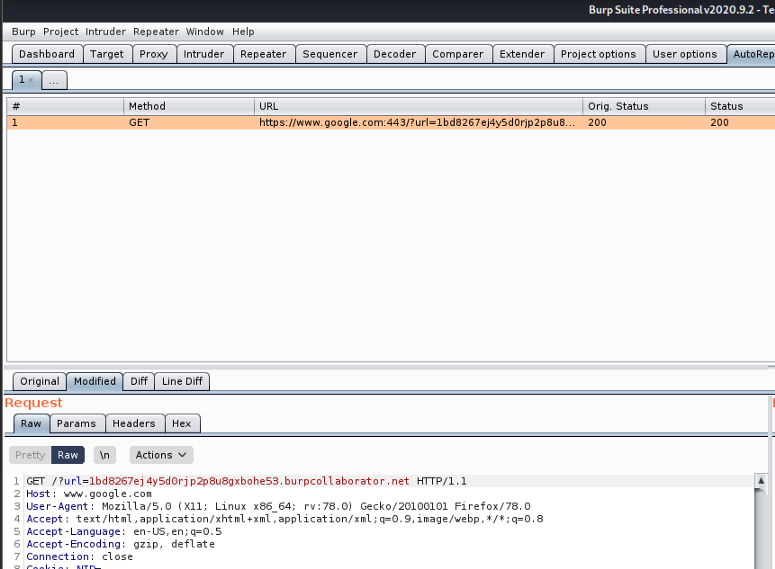 Burp Suite Professional v2020.9.2 - Te
Burp Project Intruder Repeater Window Help
Dashboard Target Proxy Intruder Repeater Sequencer Decoder Comparer Extender Project options User options AutoRep
1 × ...
# Method URL Orig. Status Status
1 GET https://www.google.com:443/?url=1bd8267ej4y5d0rjp2p8u8... 200 200
Original Modified Diff Line Diff
Request
Raw Params Headers Hex
Pretty Raw \n Actions
1 GET /?url=1bd8267ej4y5d0rjp2p8u8gxbohe53.burpcollaborator.net HTTP/1.1
2 Host: www.google.com
3 User-Agent: Mozilla/5.0 (X11; Linux x86_64; rv:78.0) Gecko/20100101 Firefox/78.0
4 Accept: text/html,application/xhtml+xml,application/xml;q=0.9,image/webp,*/*;q=0.8
5 Accept-Language: en-US,en;q=0.5
6 Accept-Encoding: gzip, deflate
7 Connection: close
8 Cookie: NID=